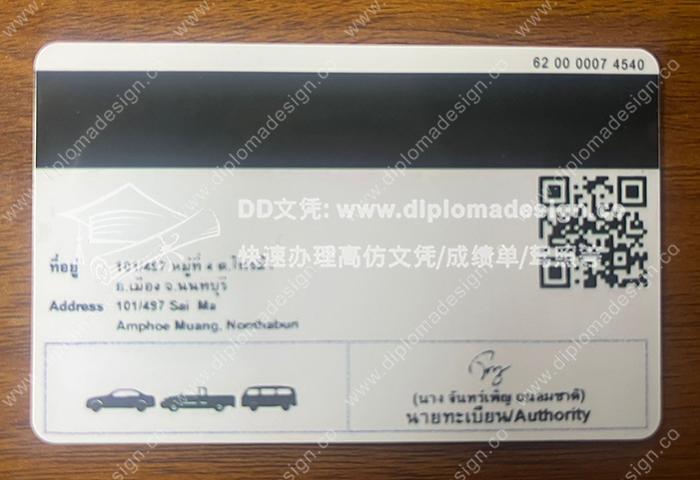 62 00 0007 4540
DD文凭: www.diplomadesign.co
快速办理高仿文凭/成绩单/
ที่อยู่ 101/497 หมู่ที่
อ.เมือง จ.นนทบุรี
Address 101/497 Sai Ma
Amphoe Muang,
(นาง จันทร์เพ็ญ
นายทะเบียน/Authority
www.diplomadesign.co